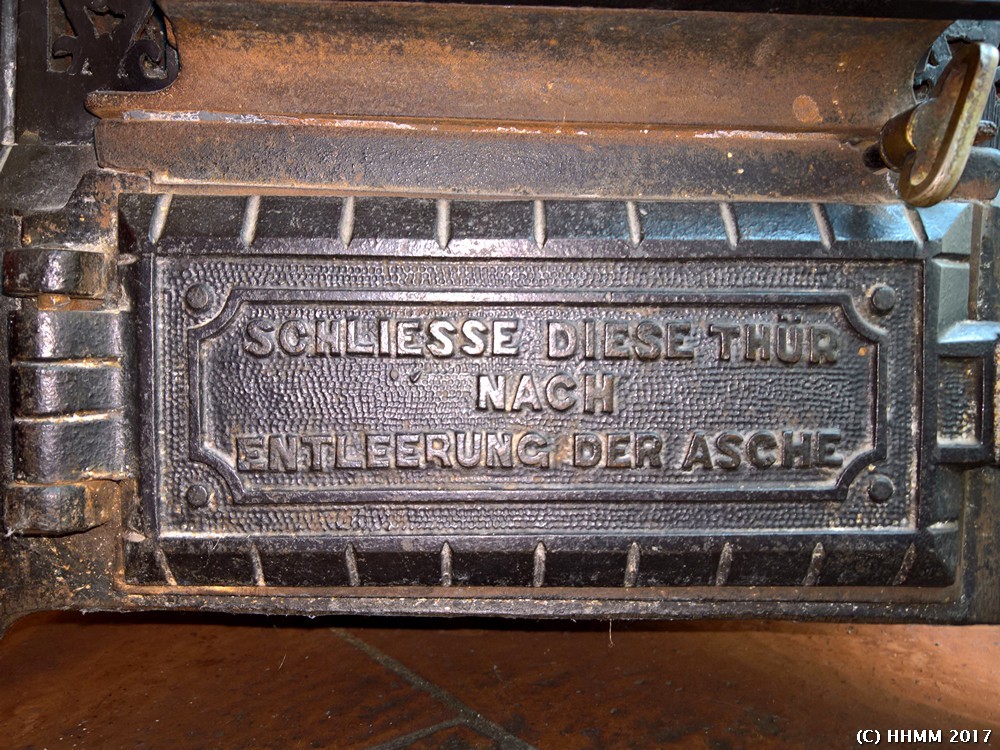 SCHLIESSE DIESE THÜR
NACH
ENTLEERUNG DER ASCHE
(C) HHMM 2017